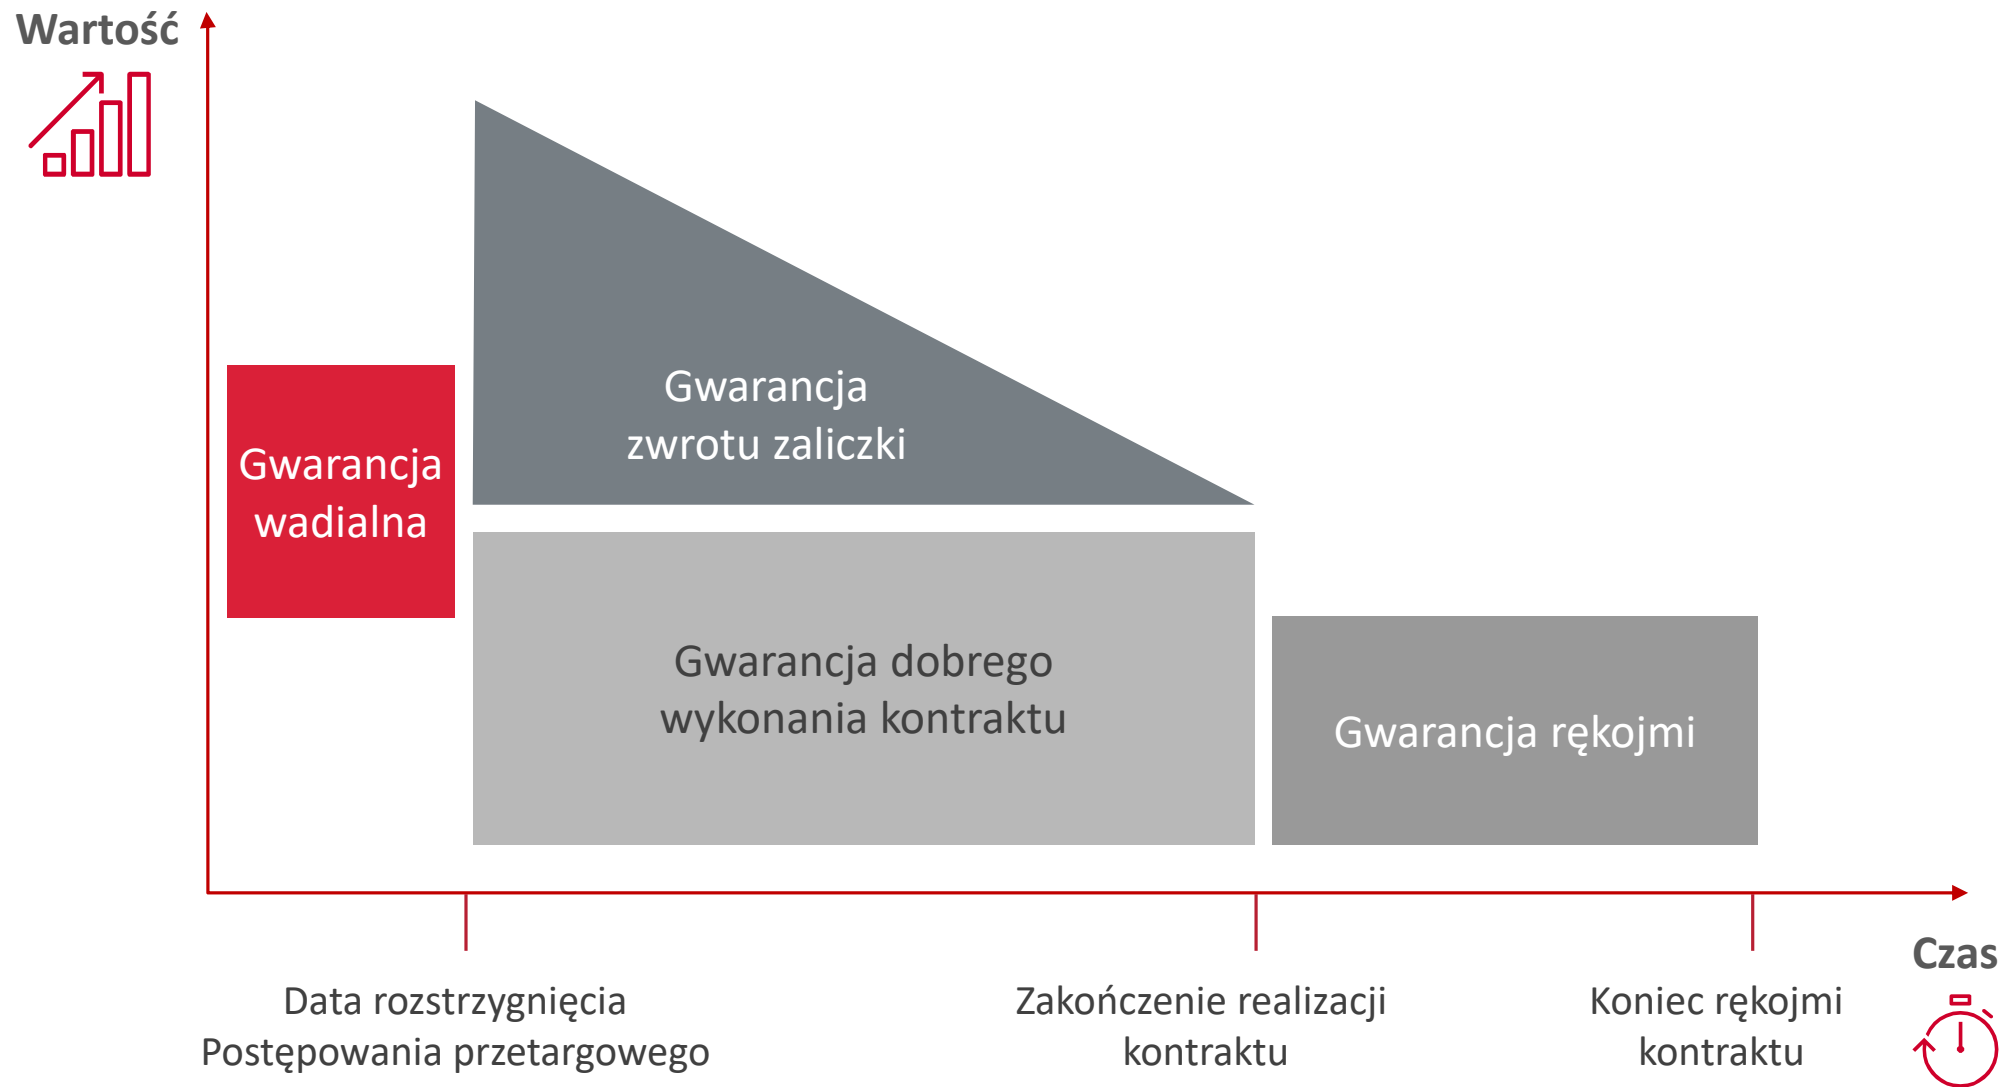 Wartość
Gwarancja
wadialna
Gwarancja
zwrotu zaliczki
Gwarancja dobrego
wykonania kontraktu
Gwarancja rękojmi
Data rozstrzygnięcia
Postępowania przetargowego
Zakończenie realizacji
kontraktu
Koniec rękojmi
kontraktu
Czas